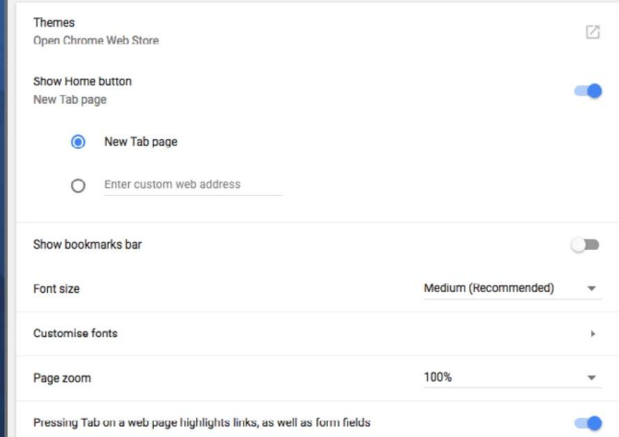 Themes
Open Chrome Web Store
Show Home button
New Tab page
New Tab page
Enter custom web address
Show bookmarks bar
Font size
Medium (Recommended)
Customise fonts
Page zoom
100%
Pressing Tab on a web page highlights links, as well as form fields